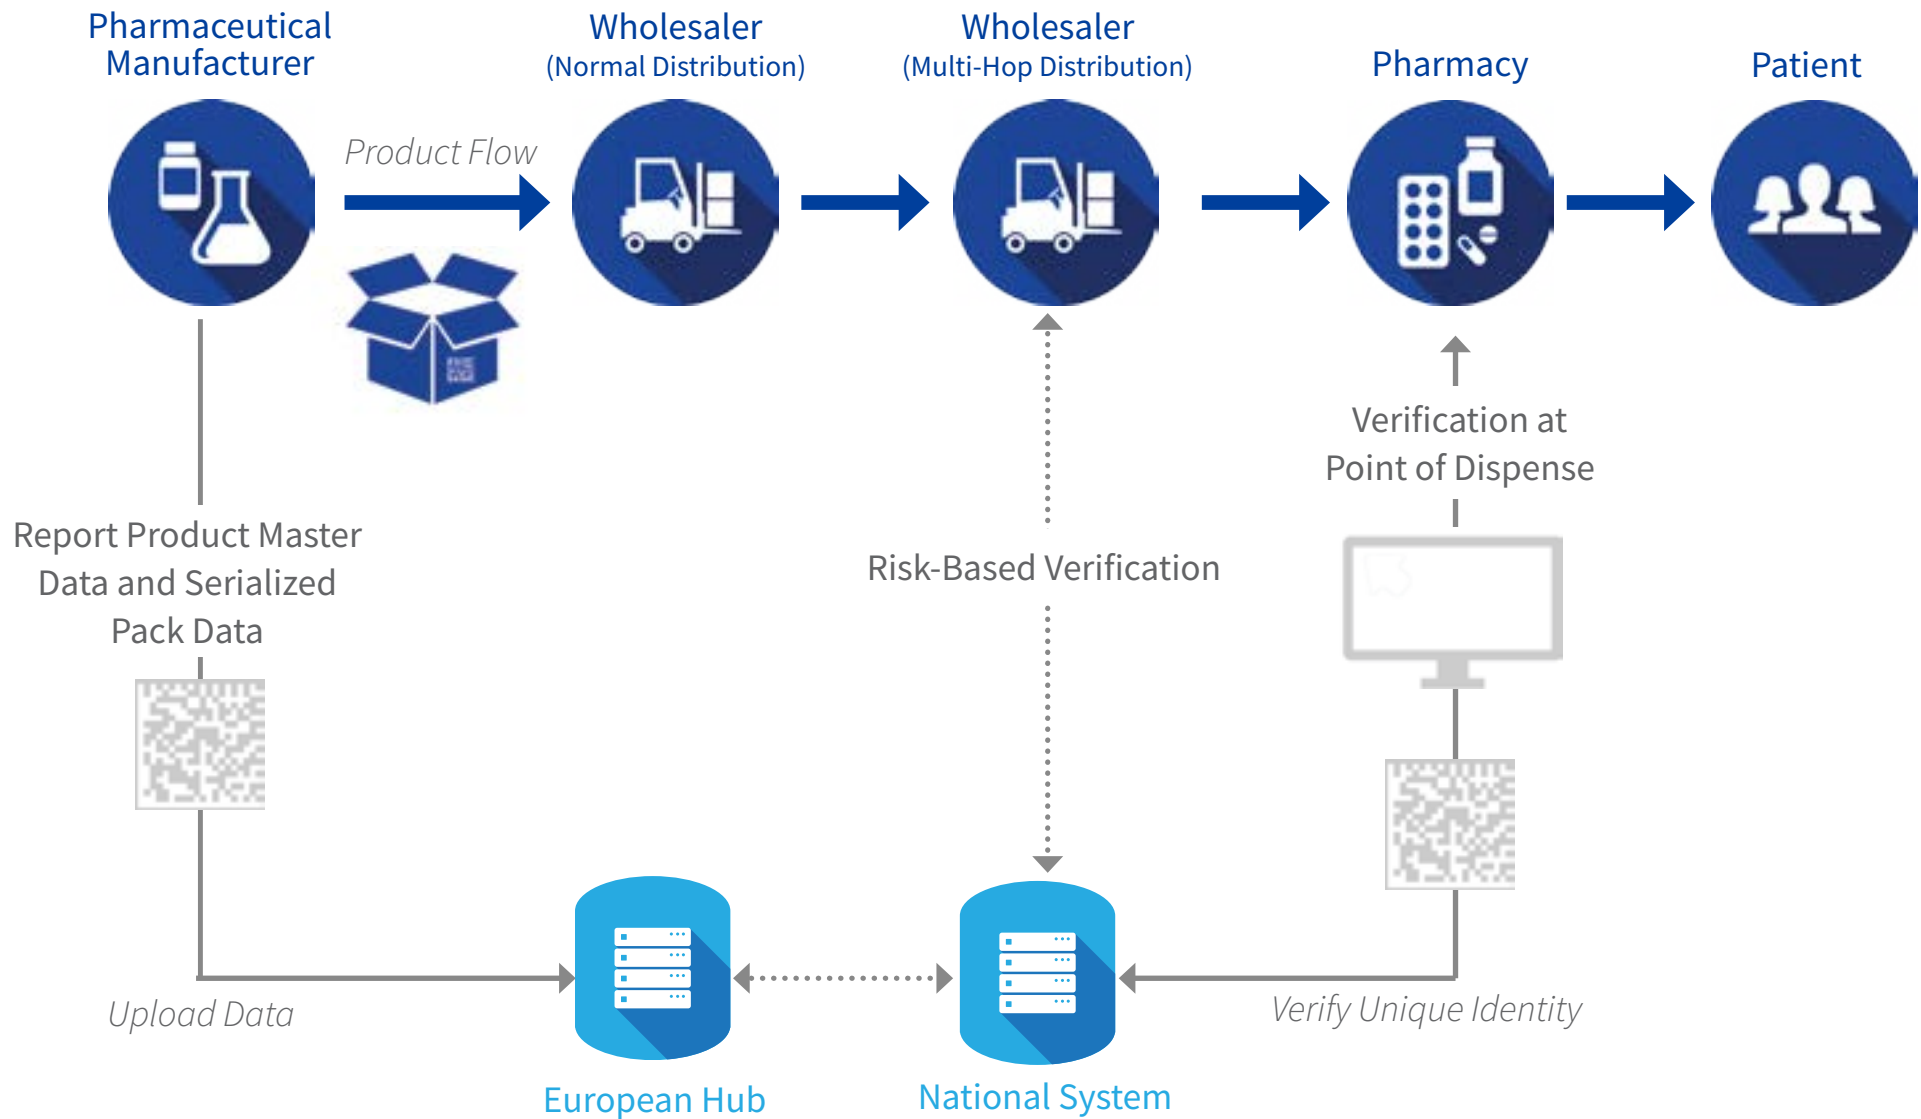 Pharmaceutical
Manufacturer
Wholesaler
(Normal Distribution)
Wholesaler
(Multi-Hop Distribution)
Pharmacy
Patient
Product Flow
Verification at
Point of Dispense
Report Product Master
Data and Serialized
Pack Data
Risk-Based Verification
Upload Data
Verify Unique Identity
European Hub
National System